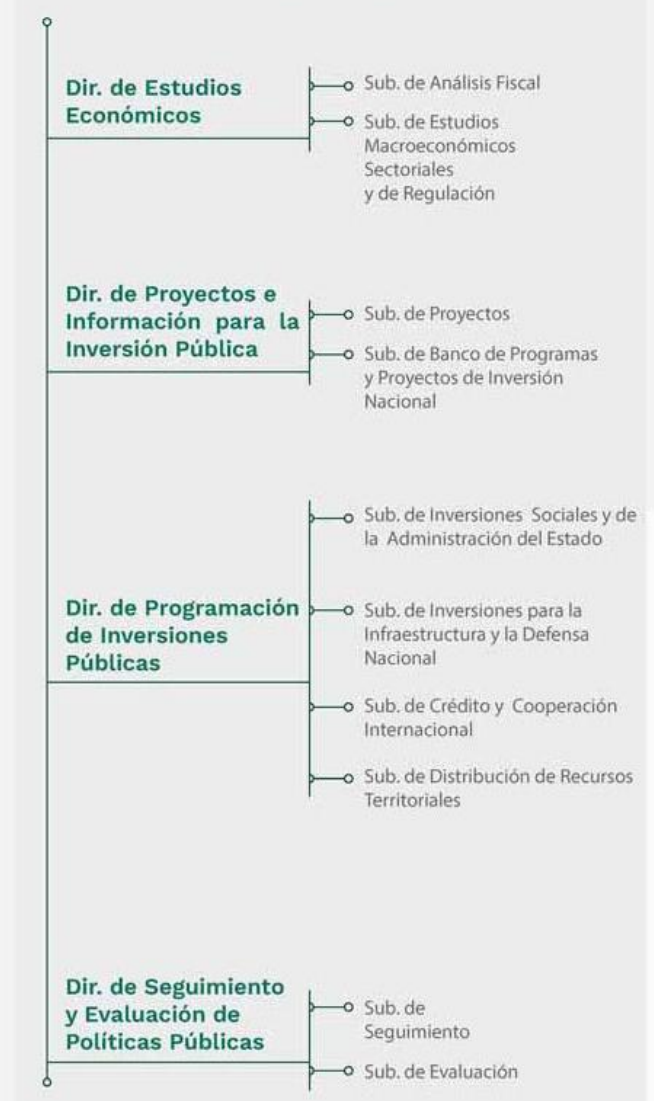 Dir. de Estudios
Económicos
Sub. de Análisis Fiscal
Sub. de Estudios
Macroeconómicos
Sectoriales
y de Regulación
Dir. de Proyectos e
Información para la
Inversión Pública
Sub. de Proyectos
Sub. de Banco de Programas
y Proyectos de Inversión
Nacional
Dir. de Programación
de Inversiones
Públicas
Sub. de Inversiones Sociales y de
la Administración del Estado
Sub. de Inversiones para la
Infraestructura y la Defensa
Nacional
Sub. de Crédito y Cooperación
Internacional
Sub. de Distribución de Recursos
Territoriales
Dir. de Seguimiento
y Evaluación de
Políticas Públicas
Sub. de
Seguimiento
Sub. de Evaluación